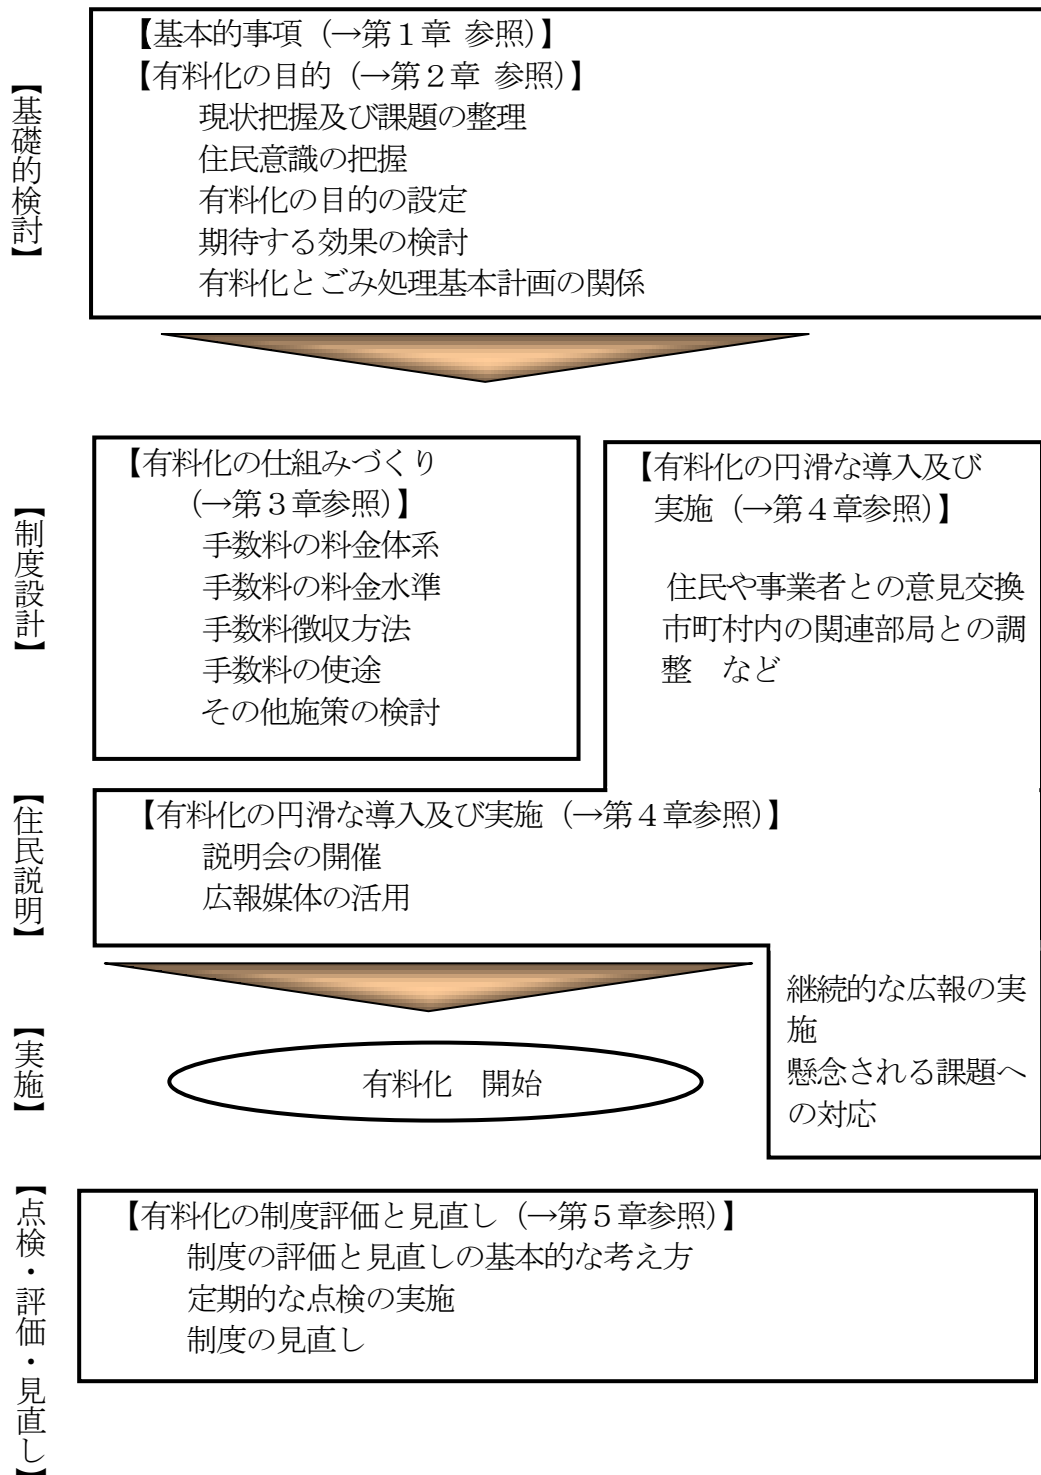 【基礎的検討】
【基本的事項（→第１章 参照）】
【有料化の目的（→第２章 参照）】
現状把握及び課題の整理
住民意識の把握
有料化の目的の設定
期待する効果の検討
有料化とごみ処理基本計画の関係
【制度設計】
【有料化の仕組みづくり
（→第３章参照）】
手数料の料金体系
手数料の料金水準
手数料徴収方法
手数料の使途
その他施策の検討
【有料化の円滑な導入及び
実施（→第４章参照）】
住民や事業者との意見交換
市町村内の関連部局との調
整　など
【住民説明】
【有料化の円滑な導入及び実施（→第４章参照）】
説明会の開催
広報媒体の活用
【実施】
有料化　開始
継続的な広報の実
施
懸念される課題へ
の対応
【点検・評価・見直し】
【有料化の制度評価と見直し（→第５章参照）】
制度の評価と見直しの基本的な考え方
定期的な点検の実施
制度の見直し